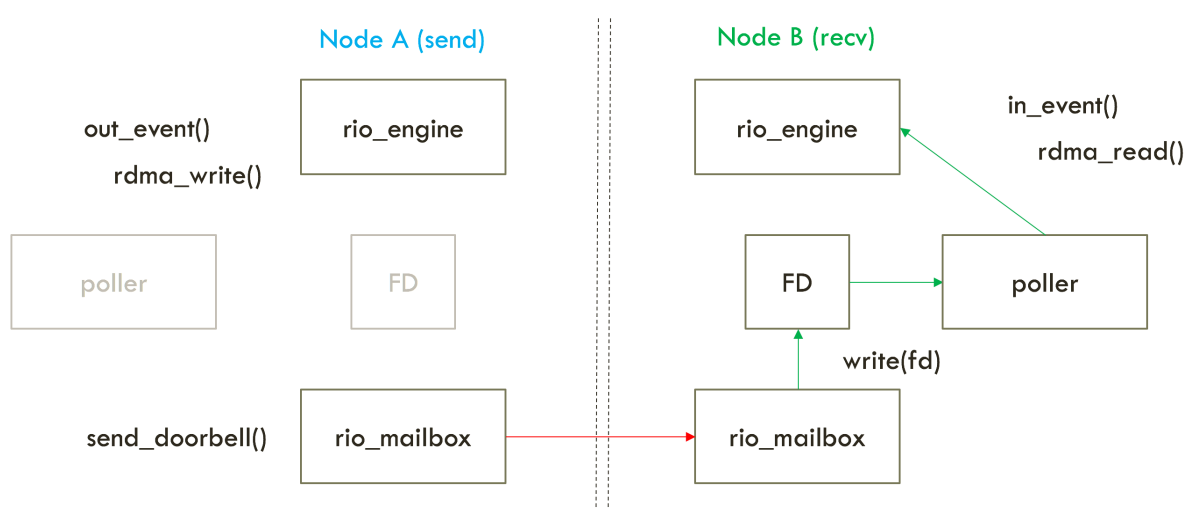 Node A (send)
Node B (recv)
out_event()
rdma_write()
rio_engine
rio_engine
in_event()
rdma_read()
poller
FD
FD
poller
write(fd)
send_doorbell()
rio_mailbox
rio_mailbox